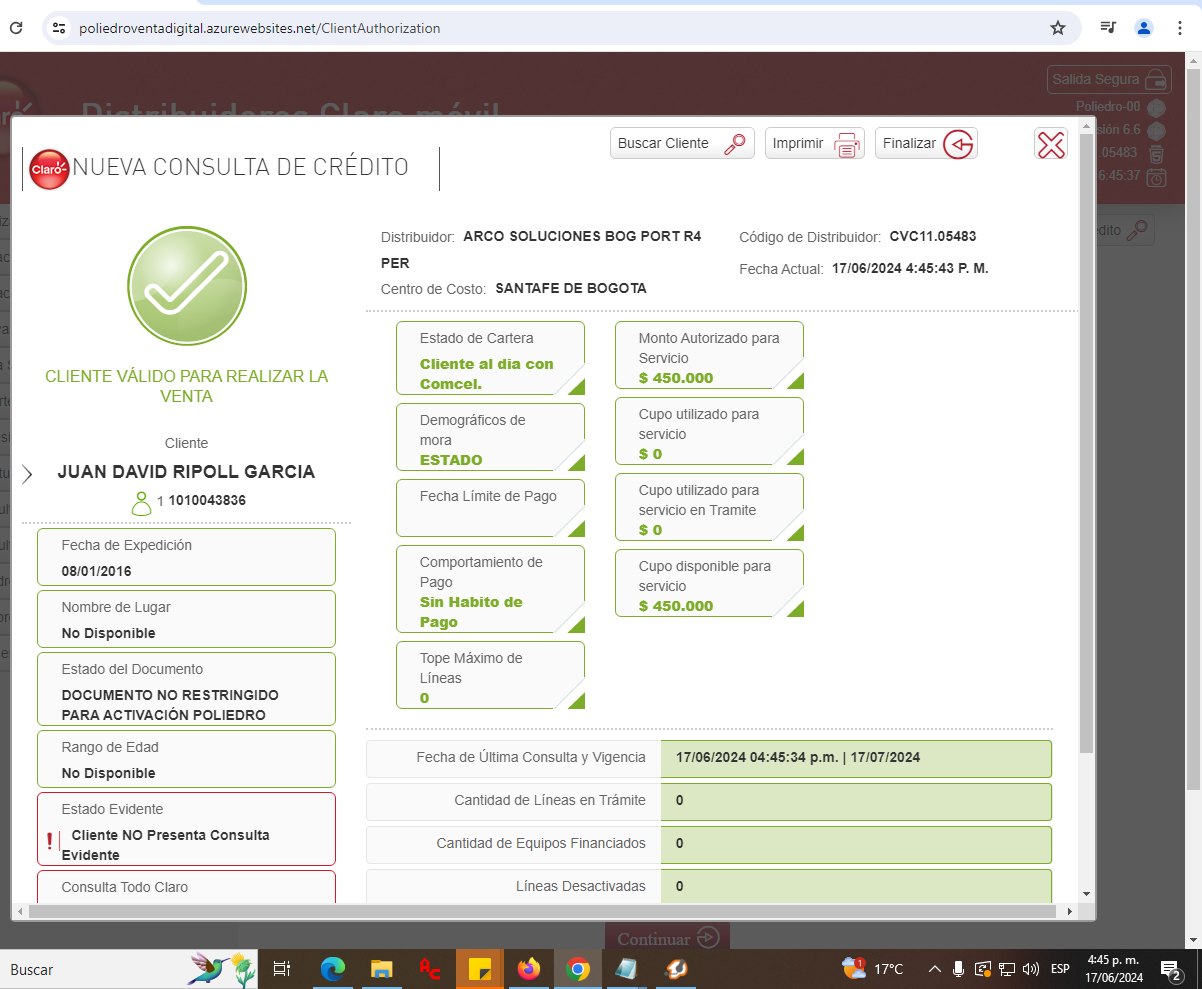 poliedroventadigital.azurewebsites.net/ClientAuthorization
Distribuidores Claro móvil
Salida Segura
Poliedro-00
sión 6.6
.05483
6:45:37
Buscar Cliente
Imprimir
Finalizar
Claro
NUEVA CONSULTA DE CRÉDITO
CLIENTE VÁLIDO PARA REALIZAR LA
VENTA
Cliente
JUAN DAVID RIPOLL GARCIA
1 1010043836
Fecha de Expedición
08/01/2016
Nombre de Lugar
No Disponible
Estado del Documento
DOCUMENTO NO RESTRINGIDO
PARA ACTIVACIÓN POLIEDRO
Rango de Edad
No Disponible
Estado Evidente
Cliente NO Presenta Consulta
Evidente
Consulta Todo Claro
Distribuidor: ARCO SOLUCIONES BOG PORT R4
PER
Centro de Costo: SANTAFE DE BOGOTA
Código de Distribuidor: CVC11.05483
Fecha Actual: 17/06/2024 4:45:43 P. M.
Estado de Cartera
Cliente al dia con
Comcel.
Demográficos de
mora
ESTADO
Fecha Límite de Pago
Comportamiento de
Pago
Sin Habito de
Pago
Tope Máximo de
Líneas
0
Monto Autorizado para
Servicio
$ 450.000
Cupo utilizado para
servicio
$ 0
Cupo utilizado para
servicio en Tramite
$ 0
Cupo disponible para
servicio
$ 450.000
Fecha de Última Consulta y Vigencia 17/06/2024 04:45:34 p.m. | 17/07/2024
Cantidad de Líneas en Trámite 0
Cantidad de Equipos Financiados 0
Líneas Desactivadas 0
dito
Continuar
Buscar
17°C
ESP
4:45 p. m.
17/06/2024
2